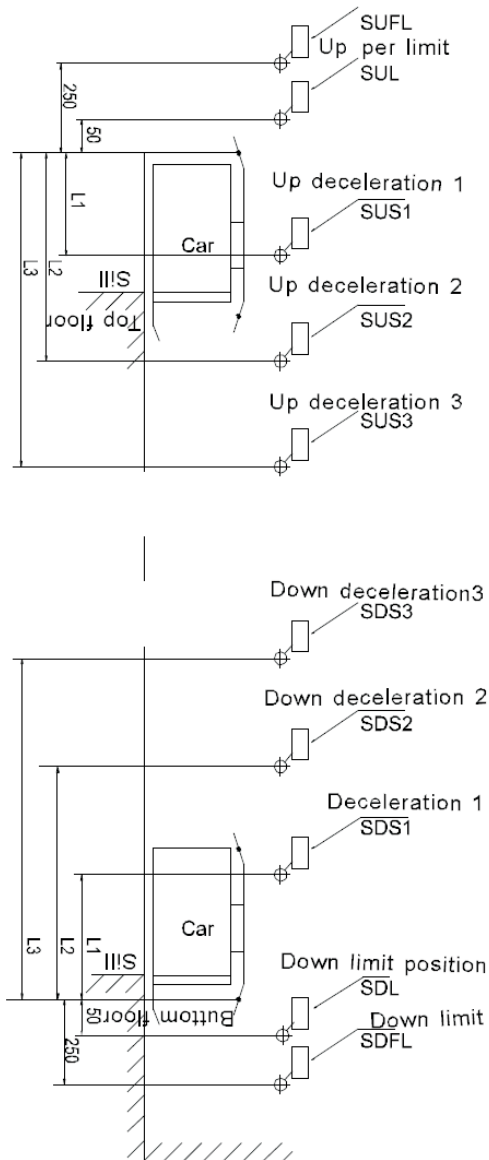 SUFL
Up per limit
SUL
250
50
Up deceleration 1
SUS1
L1
Car
L2
L3
Sill
Top floor
Up deceleration 2
SUS2
Up deceleration 3
SUS3
Down deceleration3
SDS3
Down deceleration 2
SDS2
Deceleration 1
SDS1
Car
L3
L2
L1
Sill
Down limit position
SDL
Buttom floor
50
Down limit
SDFL
250